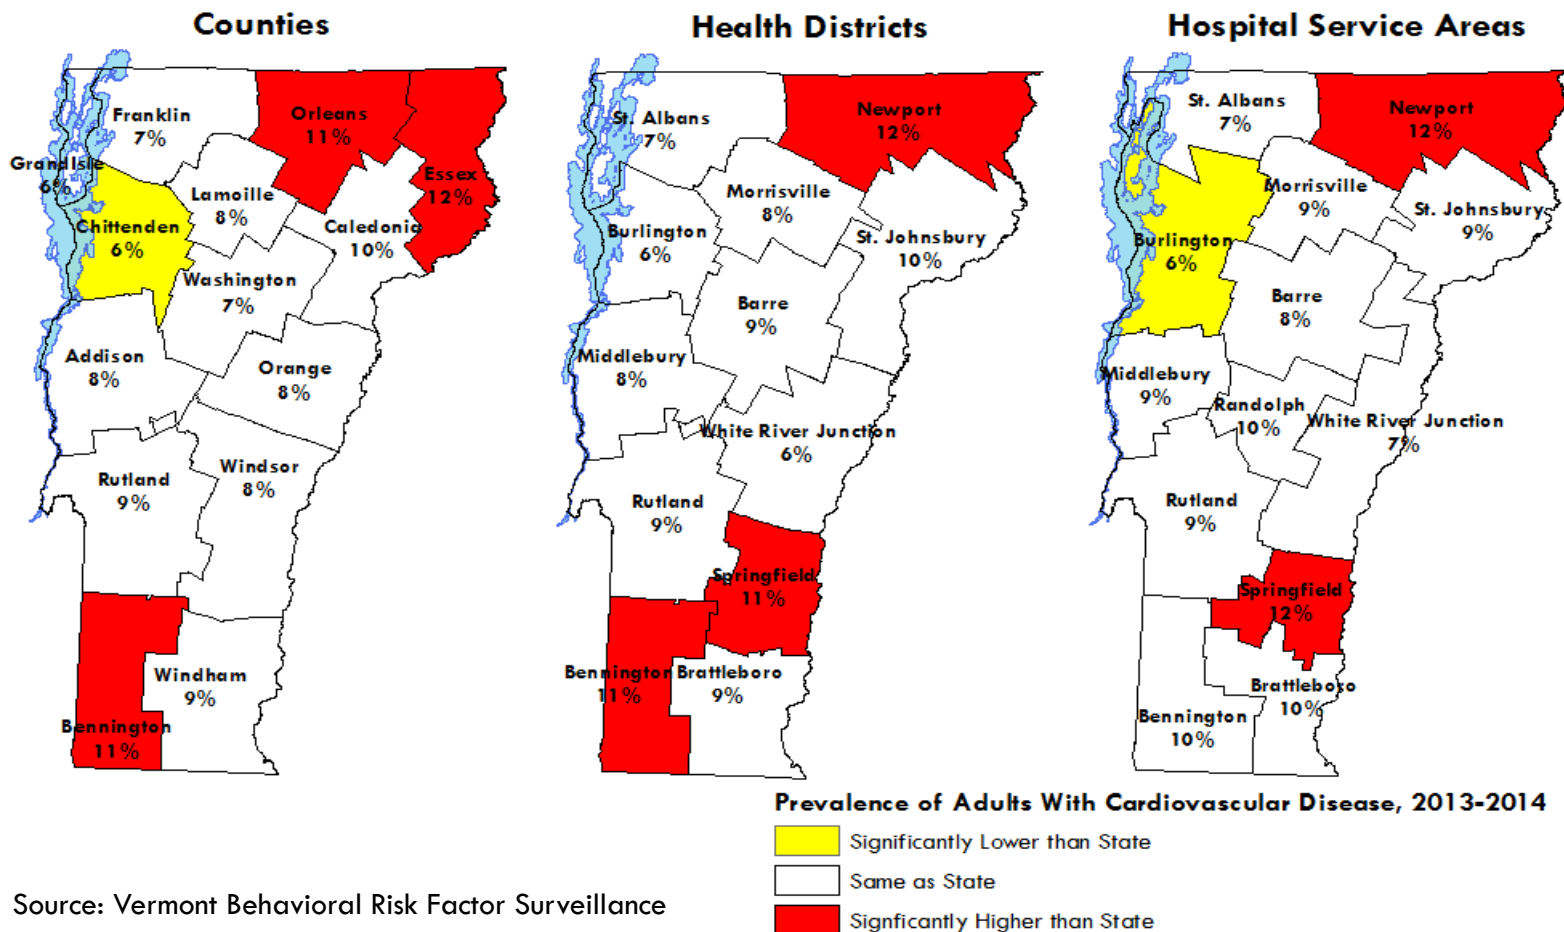 Counties
Franklin
7%
Orleans
11%
Essex
12%
Grand Isle
6%
Lamoille
8%
Chittenden
6%
Caledonia
10%
Washington
7%
Addison
8%
Orange
8%
Rutland
9%
Windsor
8%
Windham
9%
Bennington
11%
Health Districts
St. Albans
7%
Newport
12%
Morrisville
8%
Burlington
6%
St. Johnsbury
10%
Barre
9%
Middlebury
8%
White River Junction
6%
Rutland
9%
Springfield
11%
Bennington
11%
Brattleboro
9%
Hospital Service Areas
St. Albans
7%
Newport
12%
Morrisville
9%
St. Johnsbury
9%
Burlington
6%
Barre
8%
Middlebury
9%
Randolph
10%
White River Junction
7%
Rutland
9%
Springfield
12%
Brattleboro
10%
Bennington
10%
Prevalence of Adults With Cardiovascular Disease, 2013-2014
Significantly Lower than State
Same as State
Signficantly Higher than State
Source: Vermont Behavioral Risk Factor Surveillance